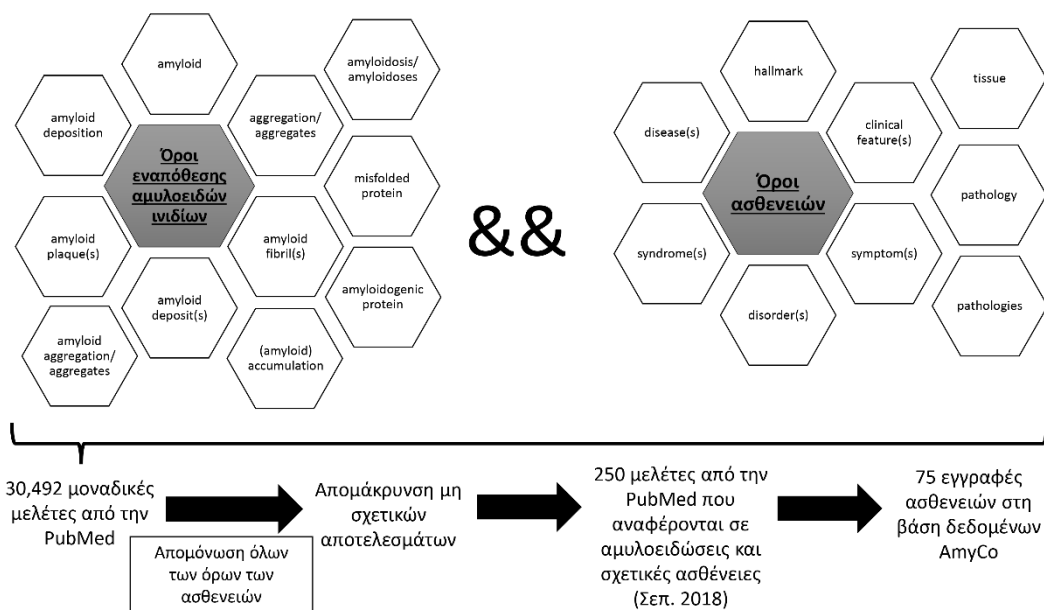 amyloid
amyloidosis/
amyloidoses
amyloid
deposition
aggregation/
aggregates
Όροι
εναπόθεσης
αμυλοειδών
ινιδίων
misfolded
protein
amyloid
plaque(s)
amyloid
fibril(s)
amyloid
deposit(s)
amyloidogenic
protein
amyloid
aggregation/
aggregates
(amyloid)
accumulation
&&
hallmark
tissue
disease(s)
clinical
feature(s)
Όροι
ασθενειών
pathology
syndrome(s)
symptom(s)
disorder(s)
pathologies
30,492 μοναδικές
μελέτες από την
PubMed
Απομόνωση όλων
των όρων των
ασθενειών
Απομάκρυνση μη
σχετικών
αποτελεσμάτων
250 μελέτες από την
PubMed που
αναφέρονται σε
αμυλοειδώσεις και
σχετικές ασθένειες
(Σεπ. 2018)
75 εγγραφές
ασθενειών στη
βάση δεδομένων
AmyCo